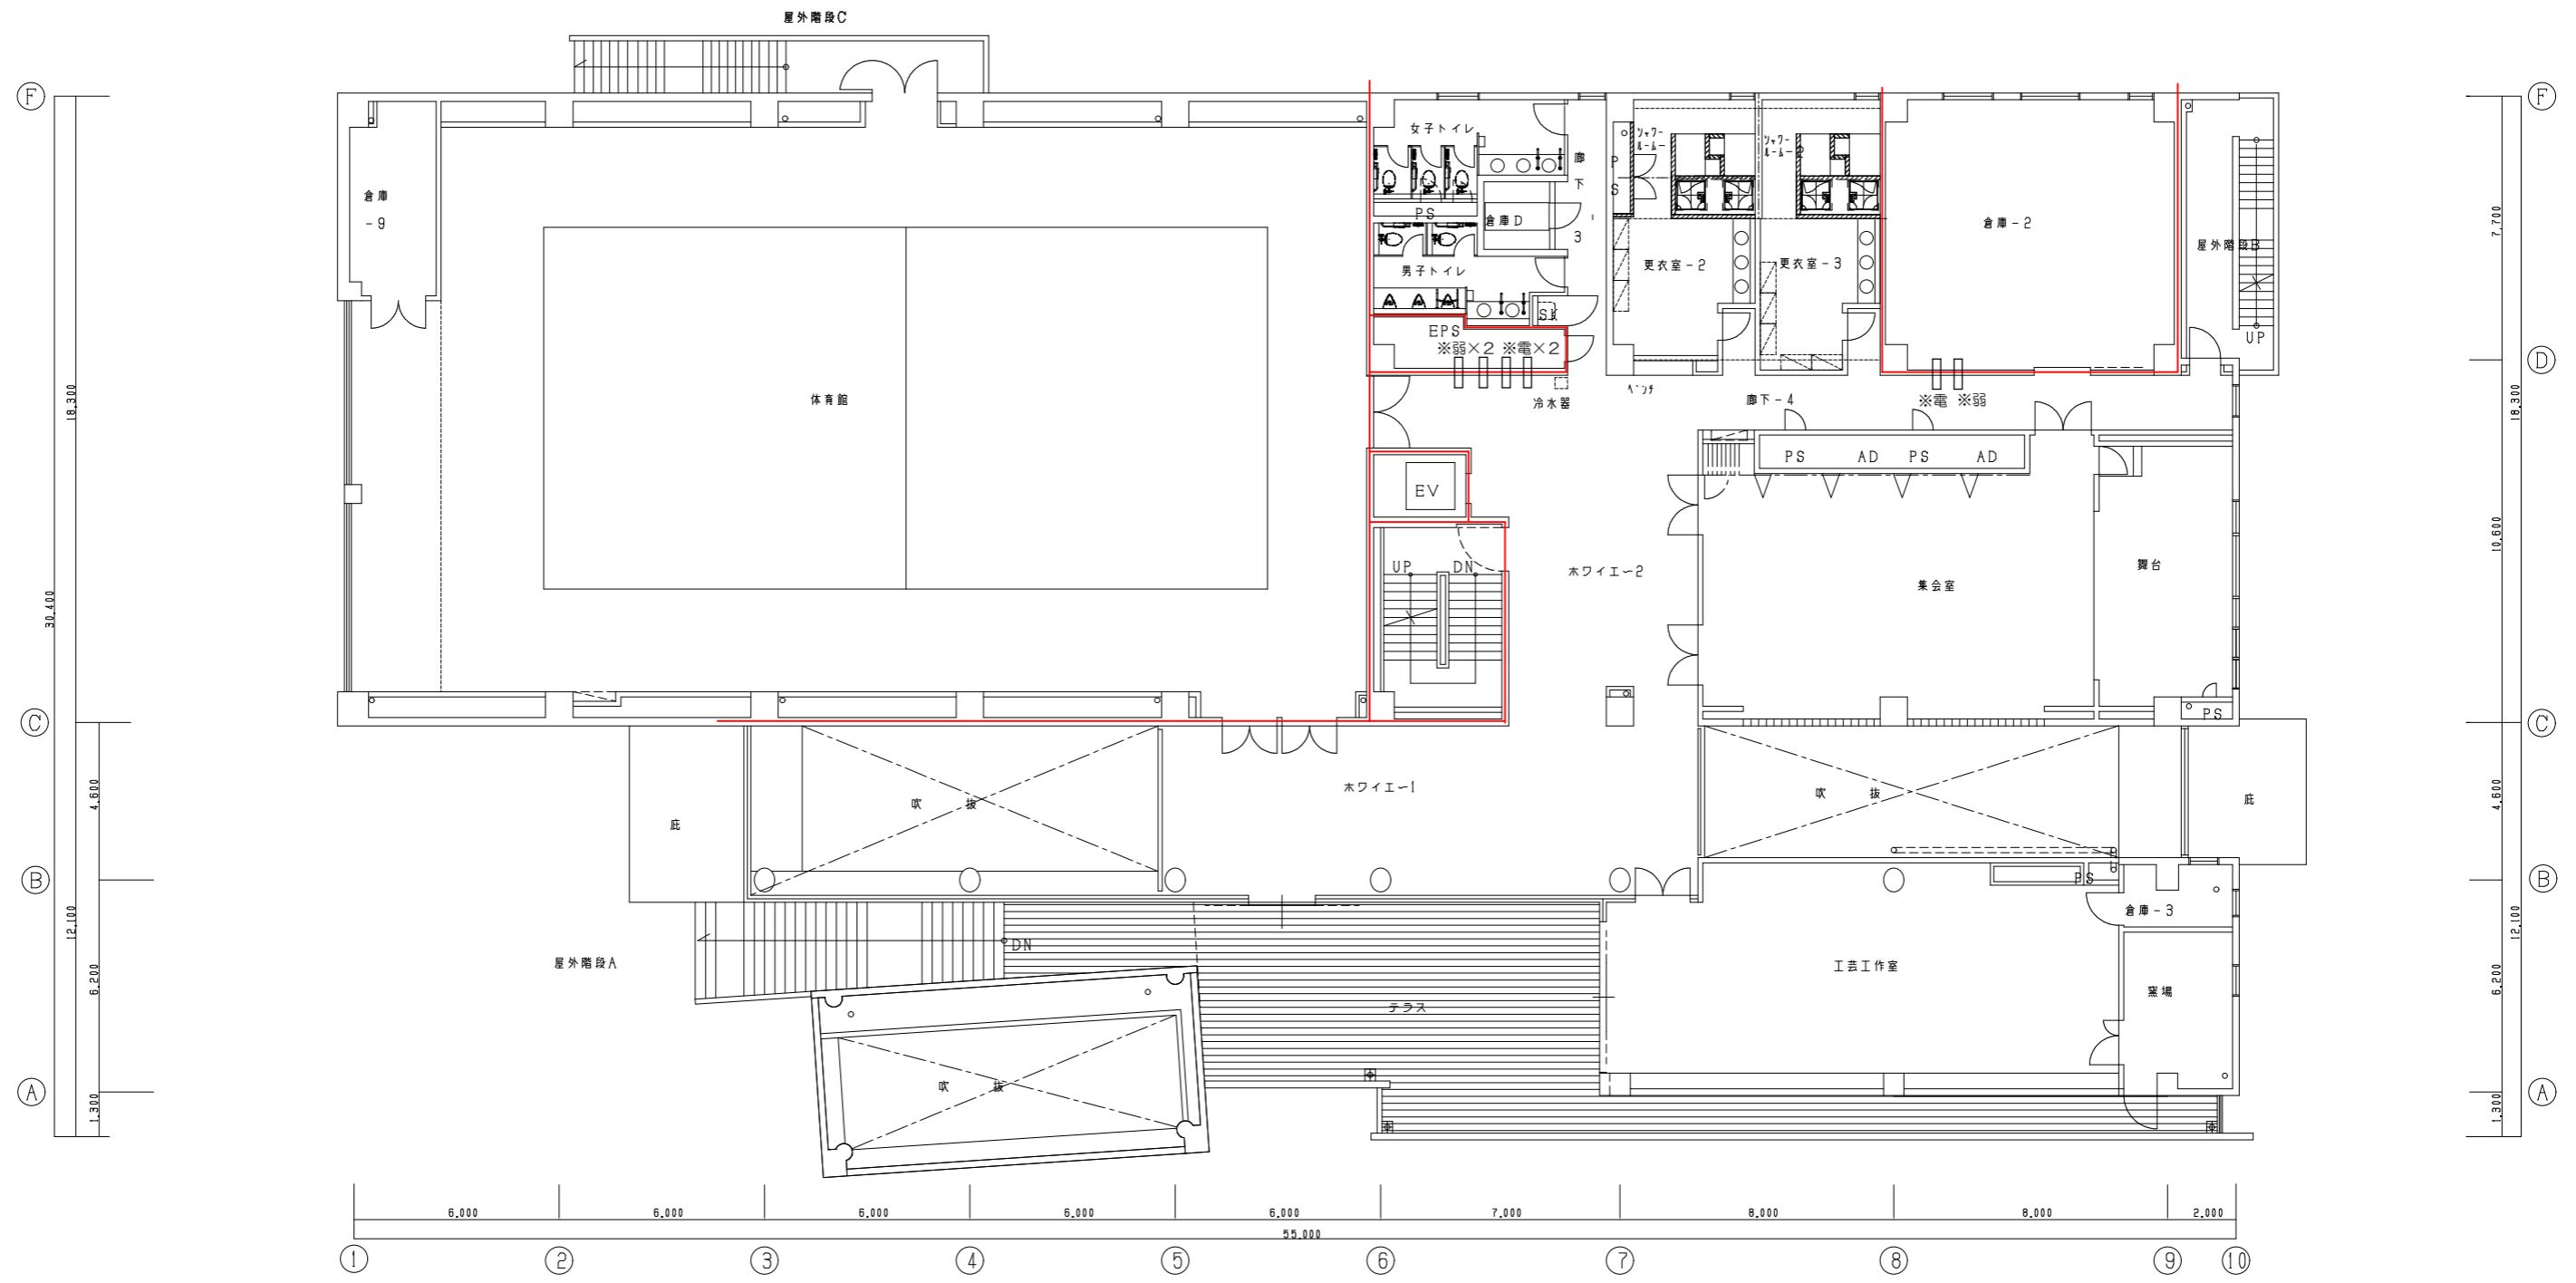 屋外階段C
F
F
女子トイレ
シャワー
ルーム-
シャワー
ルーム-2
廊
下
-
3
P
S
倉庫
-9
PS
倉庫D
倉庫-2
屋外階段B
男子トイレ
更衣室-2
更衣室-3
SK
EPS
※弱×2 ※電×2
UP
D
7,700
18,300
体育館
冷水器
ベンチ
廊下-4
※電 ※弱
18,300
PS AD PS AD
EV
10,600
UP DN
ホワイエ-2
集会室
舞台
30,400
PS
C
C
4,600
吹 抜
ホワイエ-1
吹 抜
庇
庇
4,600
B
B
PS
倉庫-3
12,100
12,100
DN
屋外階段A
工芸工作室
6,200
6,200
窯場
テラス
吹 抜
A
A
1,300
1,300
6,000 6,000 6,000 6,000 6,000 7,000 8,000 8,000 2,000
55,000
1 2 3 4 5 6 7 8 9 10